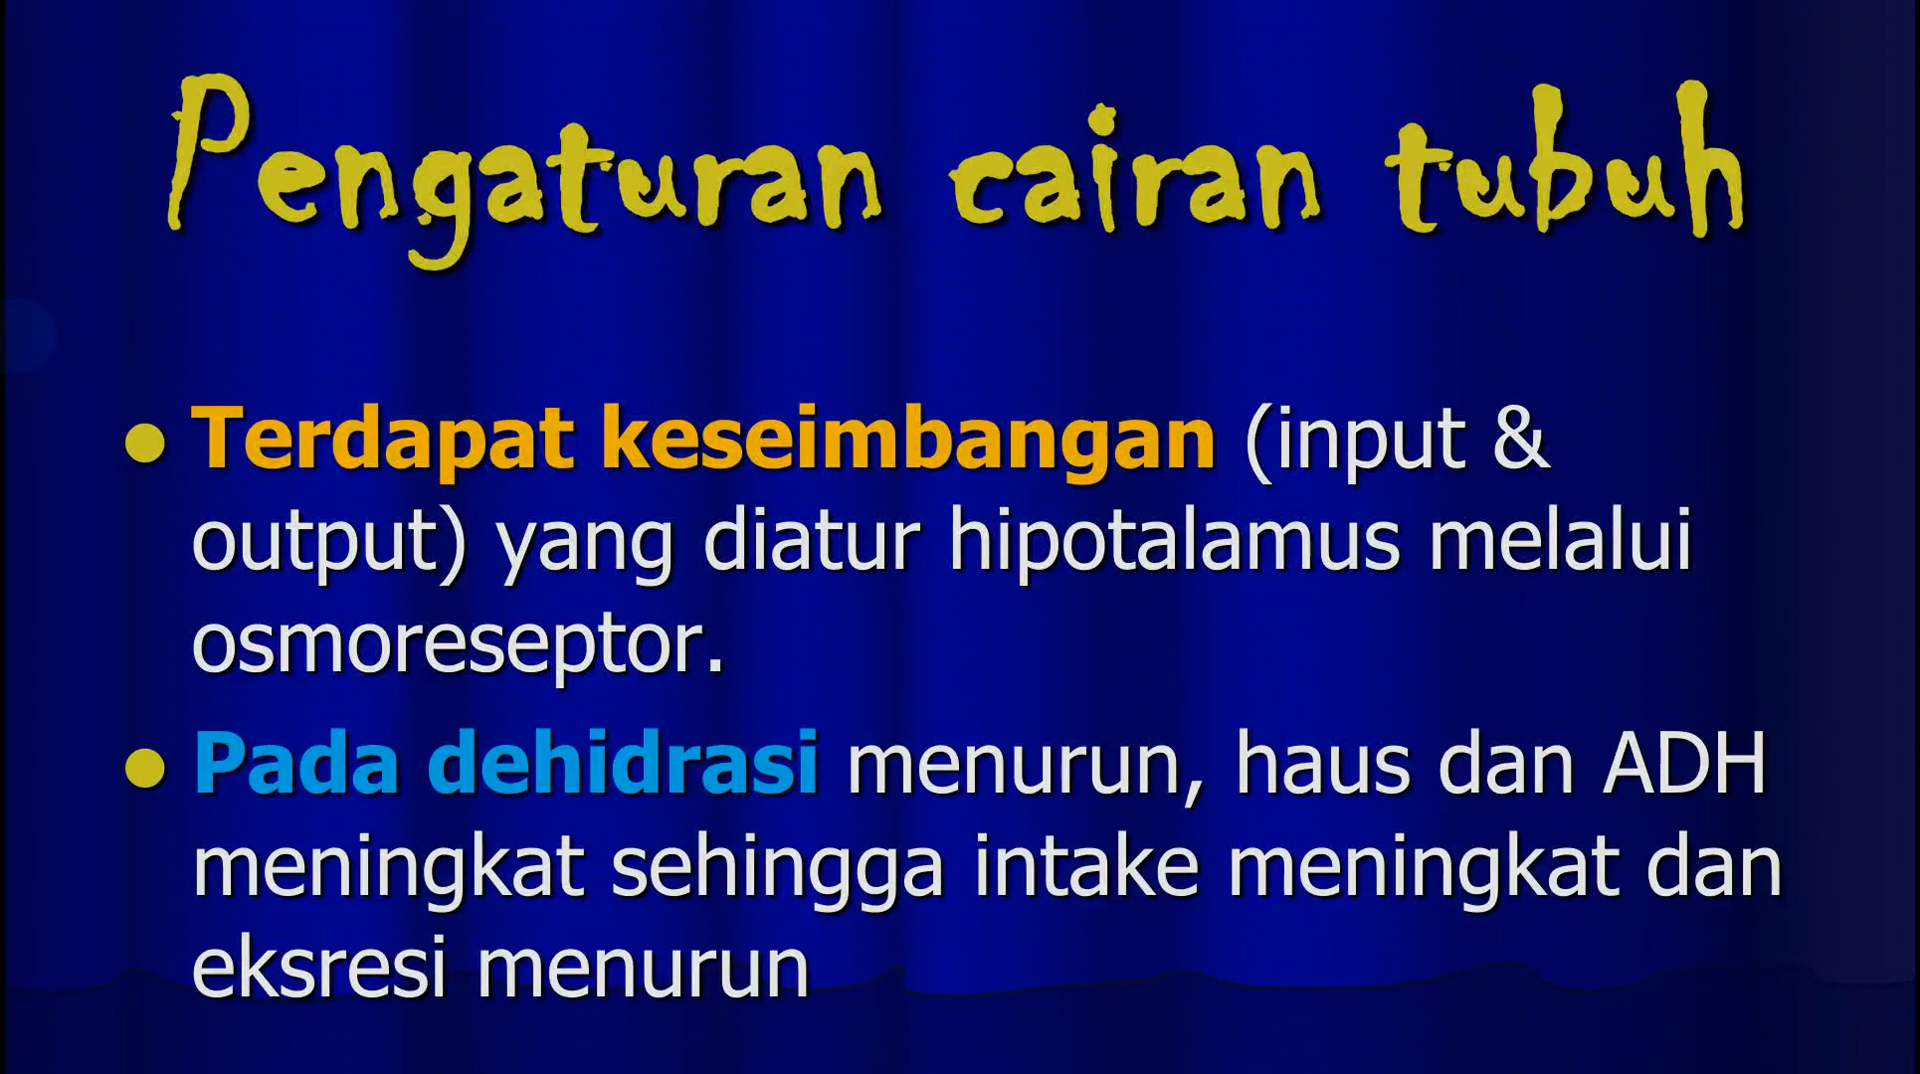 Pengaturan cairan tubuh
Terdapat keseimbangan (input &
output) yang diatur hipotalamus melalui
osmoreseptor.
Pada dehidrasi menurun, haus dan ADH
meningkat sehingga intake meningkat dan
eksresi menurun